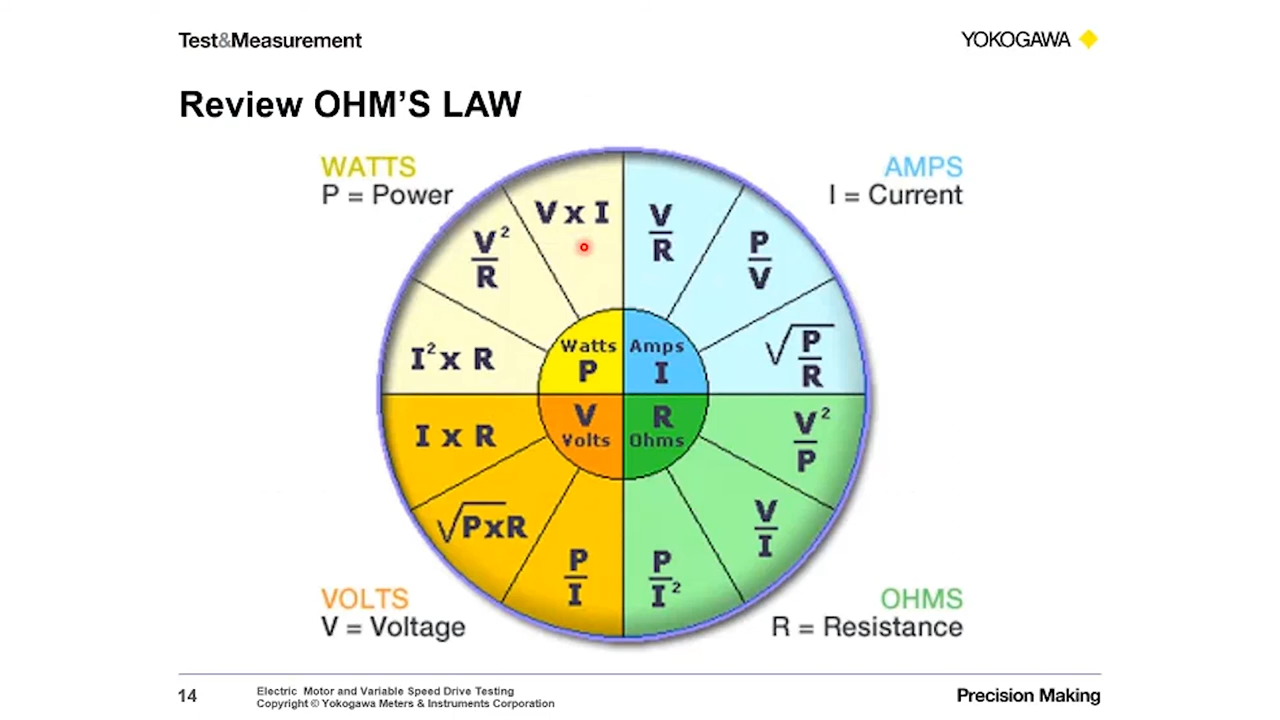 Test&Measurement
YOKOGAWA
Review OHM'S LAW
WATTS
P = Power
AMPS
I = Current
V x I
V
R
P
V
V²
R
I² x R
√P
R
Watts
P
Amps
I
V
Volts
R
Ohms
I x R
√PxR
P
I
V²
P
V
I
P
I²
VOLTS
V = Voltage
OHMS
R = Resistance
14
Electric Motor and Variable Speed Drive Testing
Copyright © Yokogawa Meters & Instruments Corporation
Precision Making